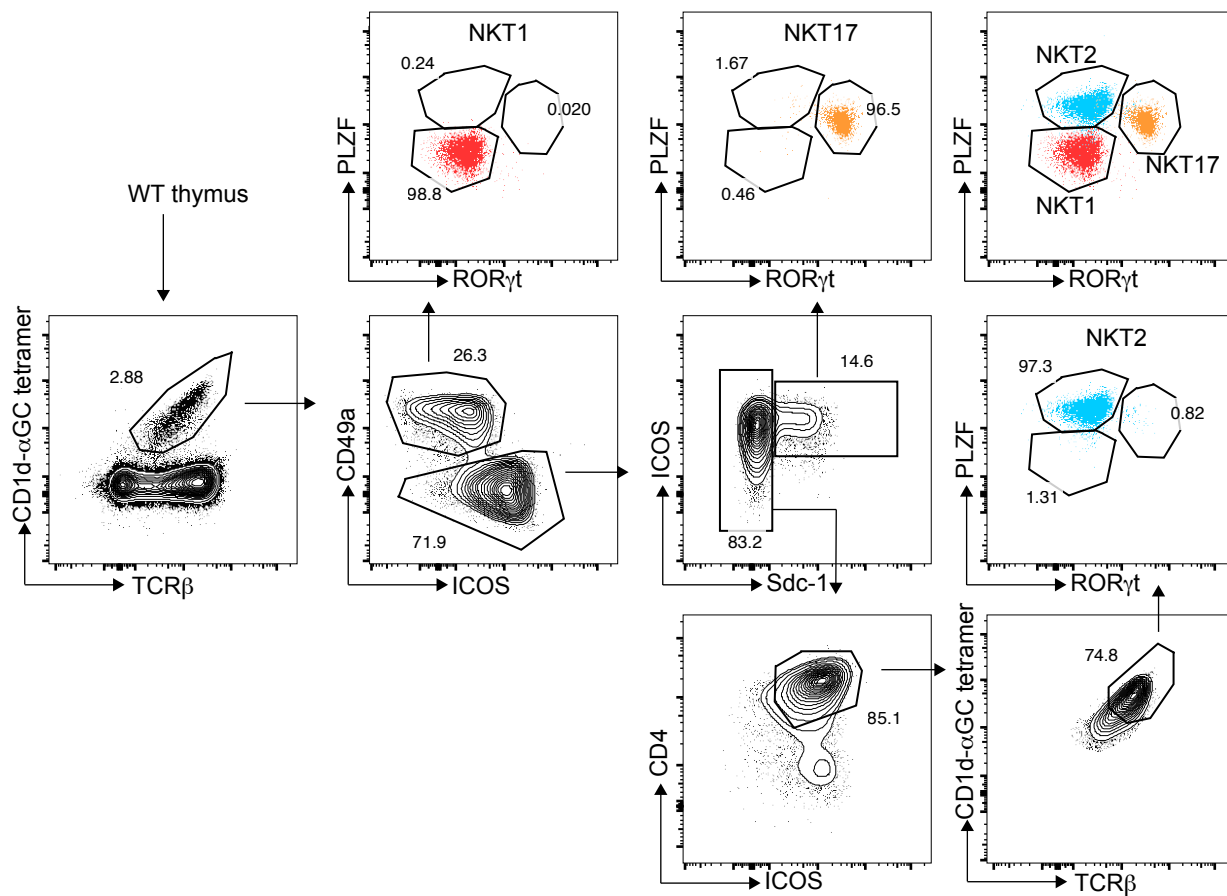 NKT1
0.24
0.020
98.8
PLZF
RORγt
NKT17
1.67
96.5
0.46
PLZF
RORγt
NKT2
NKT17
NKT1
PLZF
RORγt
WT thymus
2.88
CD1d-αGC tetramer
TCRβ
26.3
71.9
CD49a
ICOS
14.6
83.2
ICOS
Sdc-1
NKT2
97.3
0.82
1.31
PLZF
RORγt
85.1
CD4
ICOS
74.8
CD1d-αGC tetramer
TCRβ